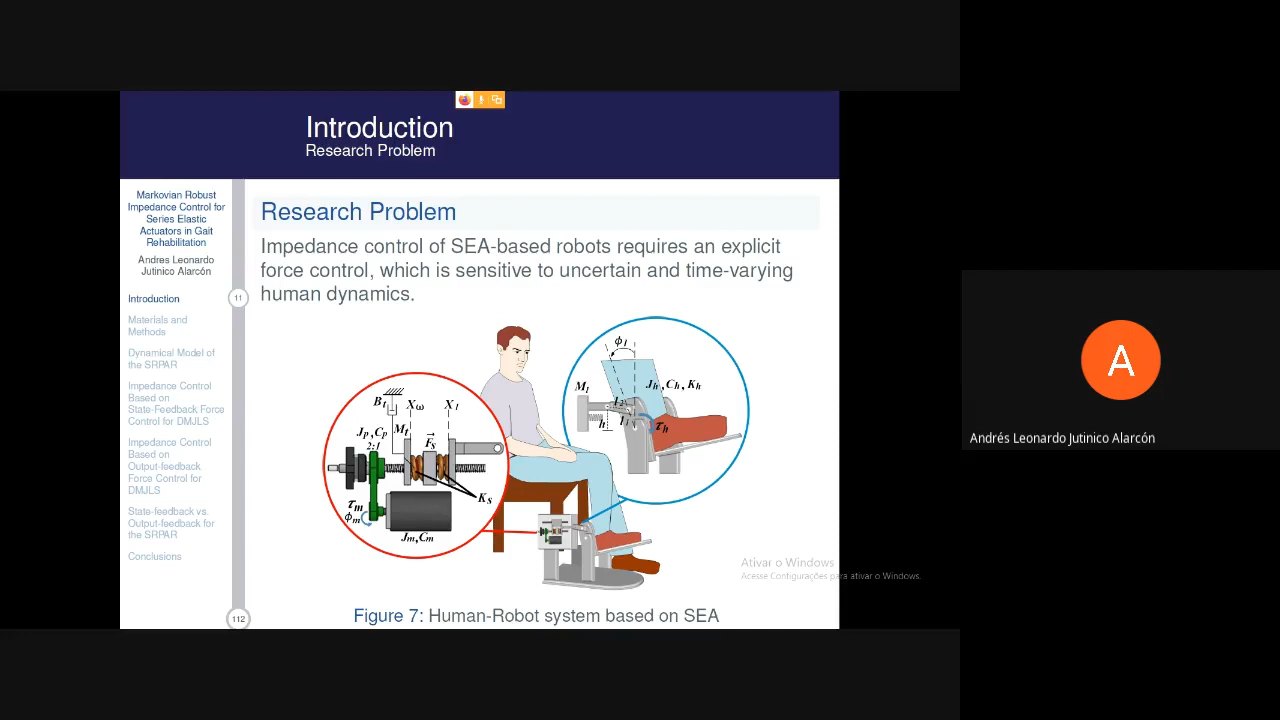 Introduction
Research Problem
Markovian Robust
Impedance Control for
Series Elastic
Actuators in Gait
Rehabilitation
Andres Leonardo
Jutinico Alarcón
Introduction
11
Materials and
Methods
Dynamical Model of
the SRPAR
Impedance Control
Based on
State-Feedback Force
Control for DMJLS
Impedance Control
Based on
Output-feedback
Force Control for
DMJLS
State-feedback vs.
Output-feedback for
the SRPAR
Conclusions
112
Research Problem
Impedance control of SEA-based robots requires an explicit
force control, which is sensitive to uncertain and time-varying
human dynamics.
Bt Xω Xl
Jp,Cp Mt
2:1
Fs
Ks
τm
ϕm
Jm,Cm
ϕl
Ml
Jh,Ch,Kh
h
τh
Figure 7: Human-Robot system based on SEA
Ativar o Windows
Acesse Configurações para ativar o Windows.
A
Andrés Leonardo Jutinico Alarcón